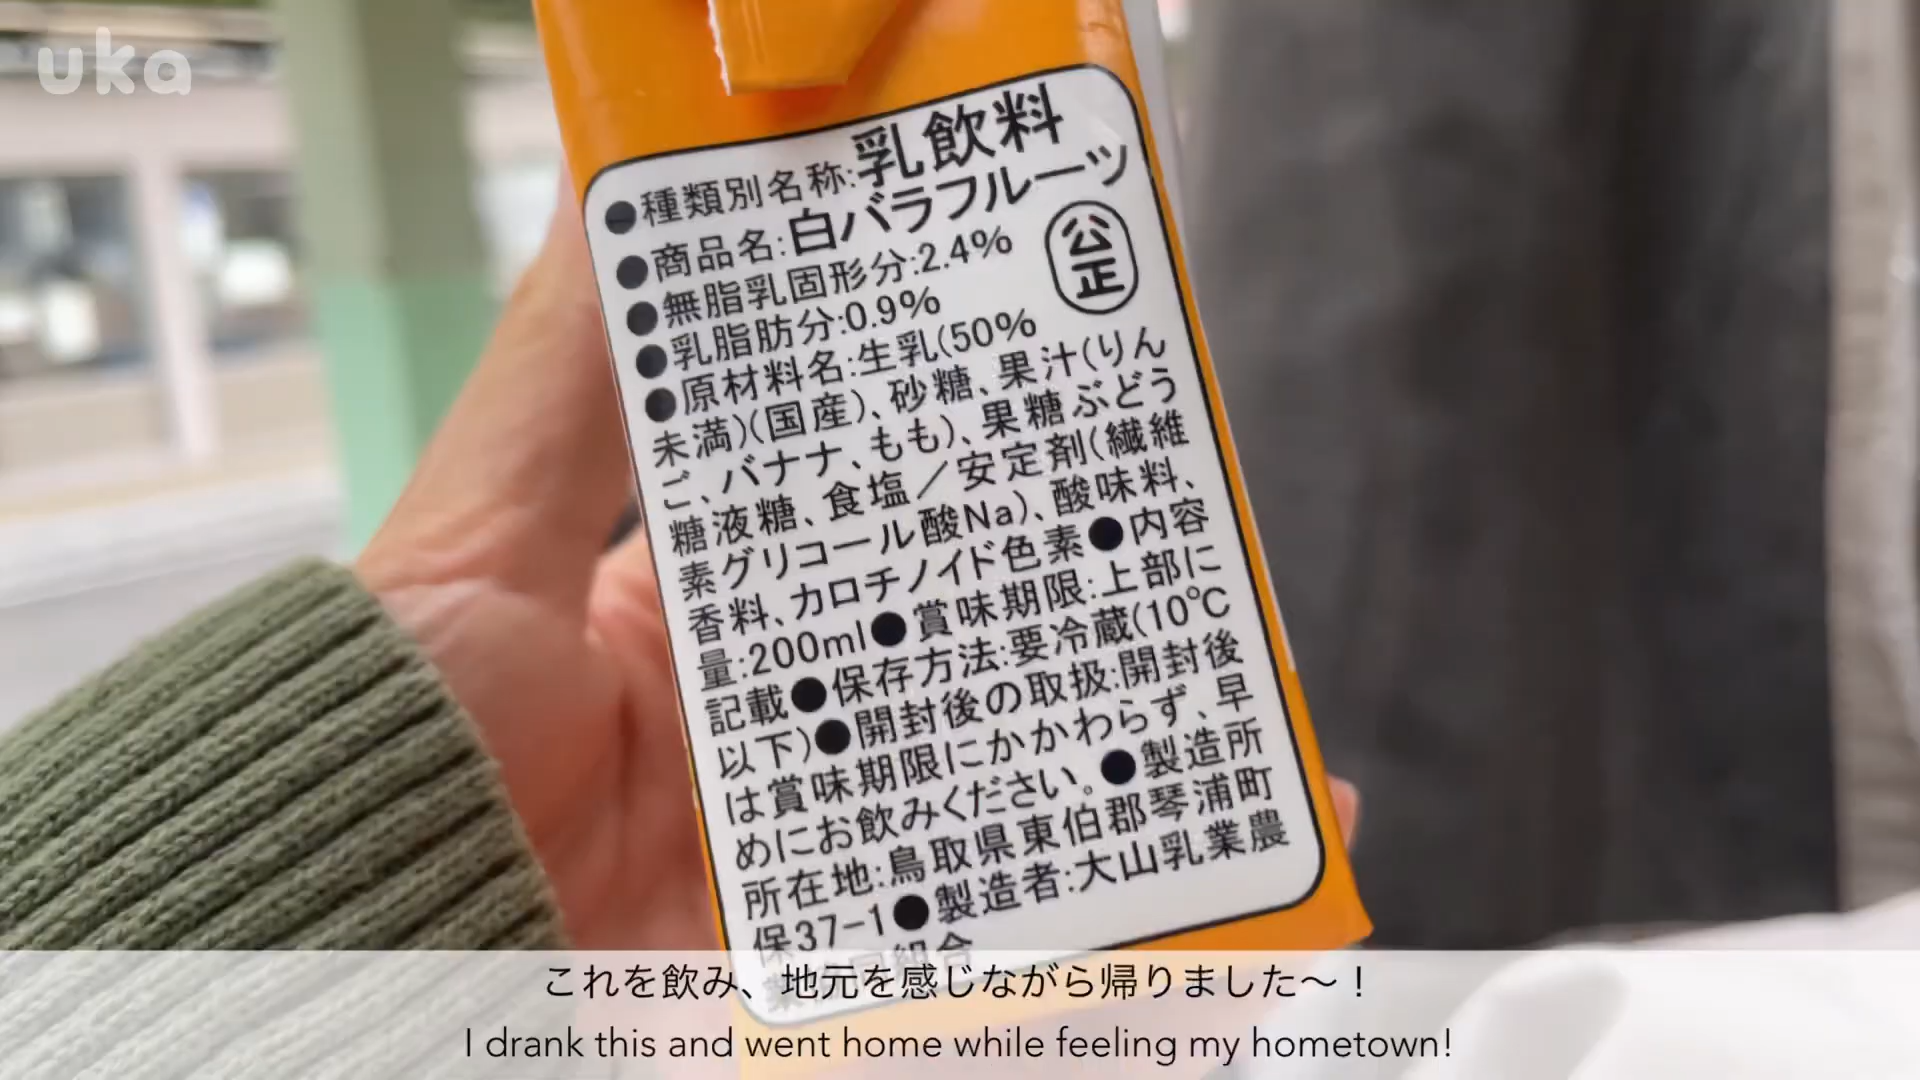 uka
●種類別名称:乳飲料
●商品名:白バラフルーツ
●無脂乳固形分:2.4%
公正
●乳脂肪分:0.9%
●原材料名:生乳(50%
未満)(国産)、砂糖、果汁(りん
ご、バナナ、もも)、果糖ぶどう
糖液糖、食塩/安定剤(繊維
素グリコール酸Na)、酸味料、
香料、カロチノイド色素●内容
量:200ml●賞味期限:上部に
記載●保存方法:要冷蔵(10℃
以下)●開封後の取扱:開封後
は賞味期限にかかわらず、早
めにお飲みください。●製造所
所在地:鳥取県東伯郡琴浦町
保37-1●製造者:大山乳業農
組合
これを飲み、地元を感じながら帰りました〜！
I drank this and went home while feeling my hometown!